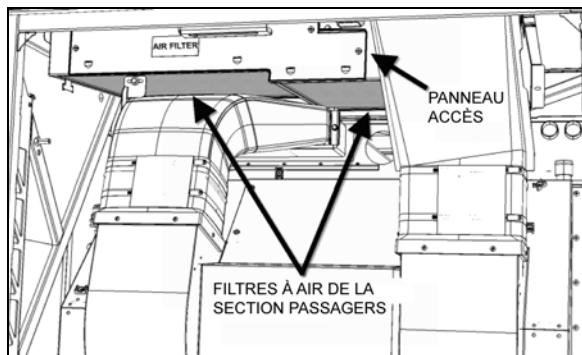 AIR FILTER
PANNEAU
ACCÈS
FILTRES À AIR DE LA
SECTION PASSAGERS